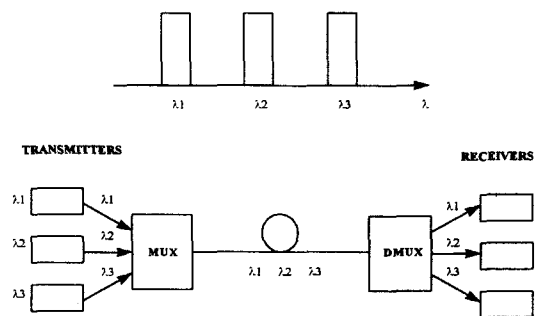 λ1 λ2 λ3 λ
TRANSMITTERS
RECEIVERS
λ1 λ1 λ1
λ2 λ2 MUX λ1 λ2 λ3 DMUX λ2
λ3 λ3 λ3